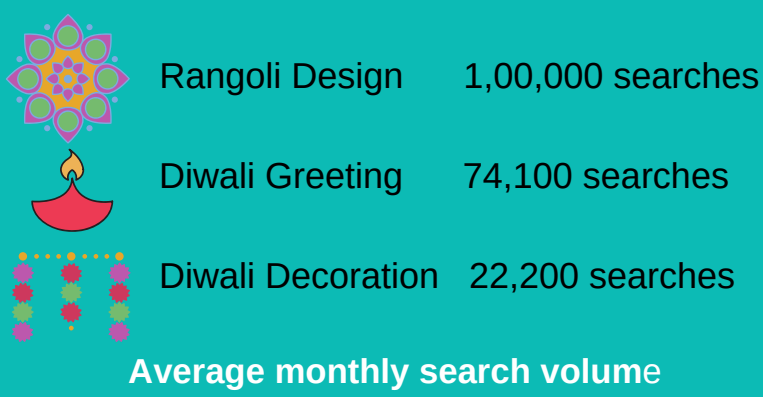 Rangoli Design 1,00,000 searches
Diwali Greeting 74,100 searches
Diwali Decoration 22,200 searches
Average monthly search volume